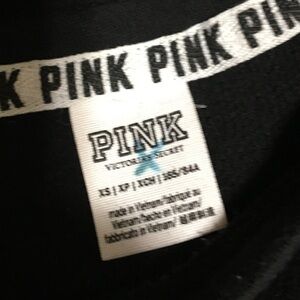 K PINK PINK PIN
PINK
VICTORIA'S SECRET
XS | XP | XCH | 165/84A
made in Vietnam/fabriqué au
Vietnam/hecho en Vietnam/
fabbricato in Vietnam/